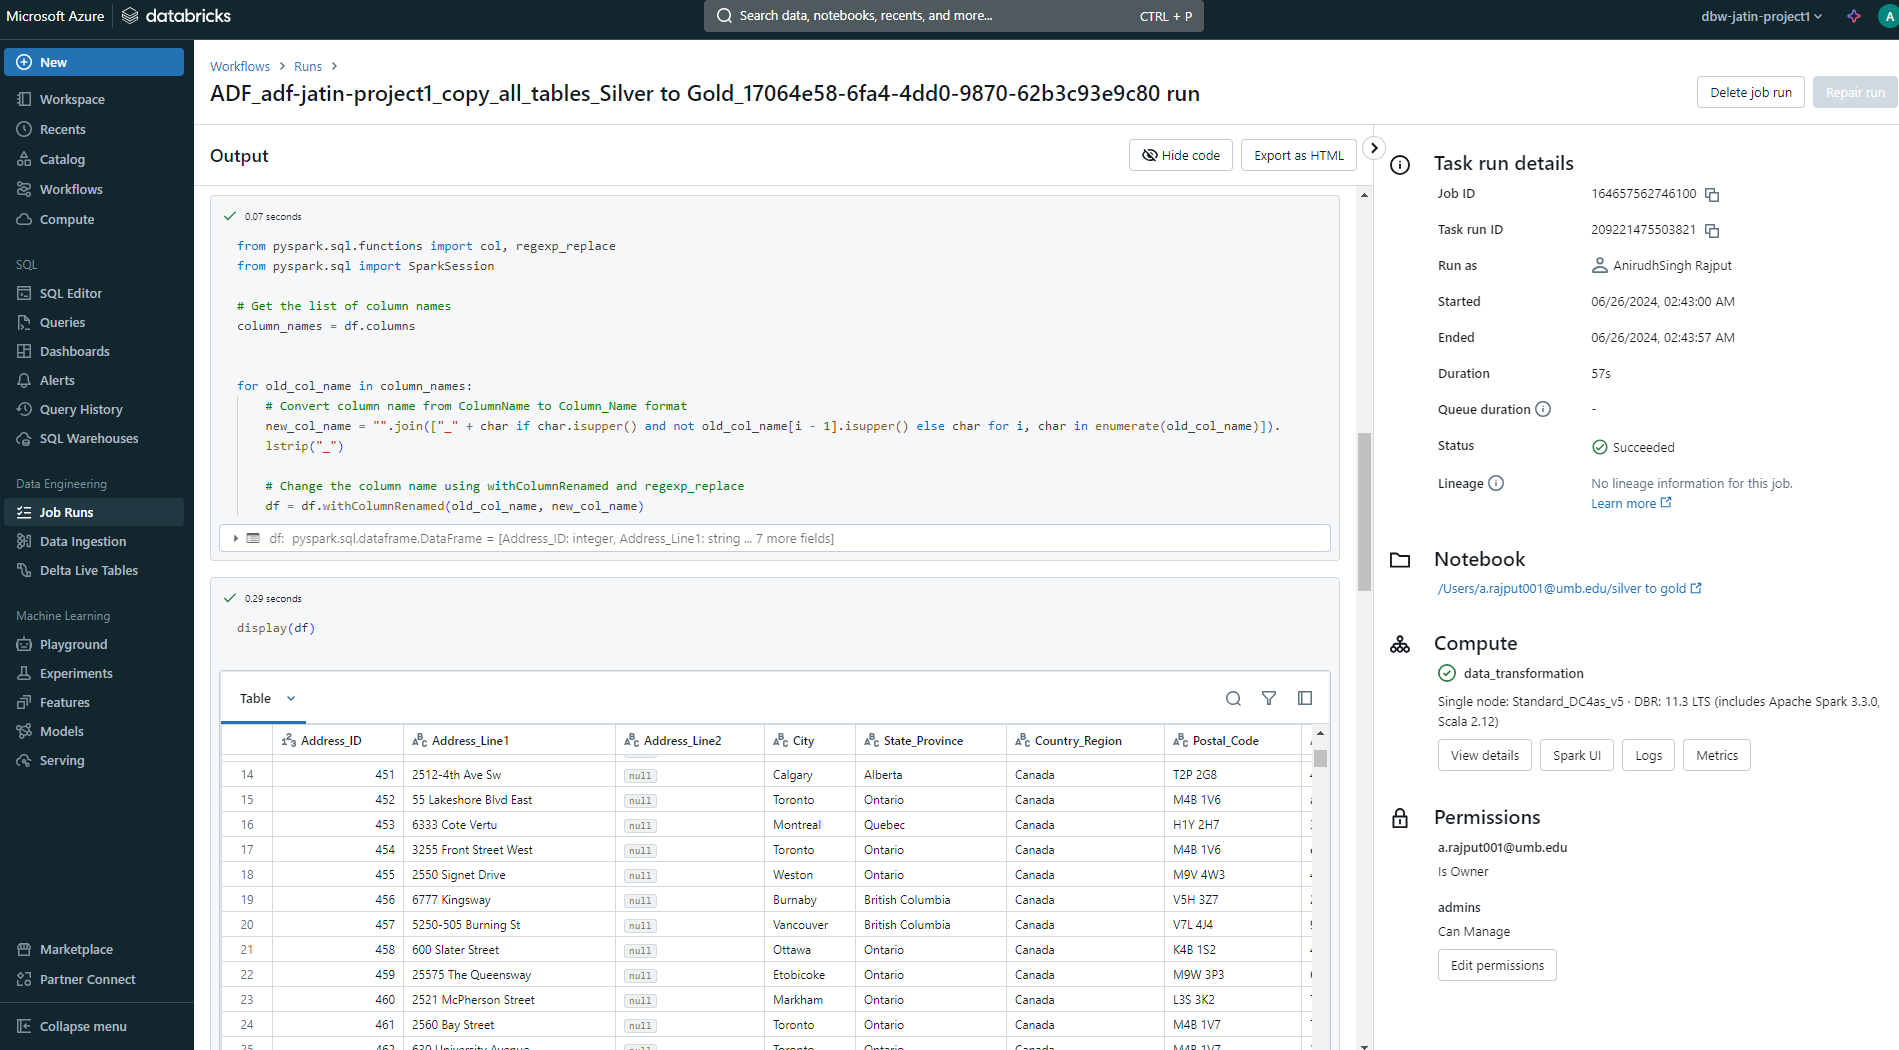 Microsoft Azure databricks
Search data, notebooks, recents, and more... CTRL + P
dbw-jatin-project1
A
New
Workspace
Recents
Catalog
Workflows
Compute
SQL
SQL Editor
Queries
Dashboards
Alerts
Query History
SQL Warehouses
Data Engineering
Job Runs
Data Ingestion
Delta Live Tables
Machine Learning
Playground
Experiments
Features
Models
Serving
Marketplace
Partner Connect
Collapse menu
Workflows > Runs >
ADF_adf-jatin-project1_copy_all_tables_Silver to Gold_17064e58-6fa4-4dd0-9870-62b3c93e9c80 run
Delete job run
Repair run
Output
Hide code
Export as HTML
0.07 seconds
from pyspark.sql.functions import col, regexp_replace
from pyspark.sql import SparkSession
# Get the list of column names
column_names = df.columns
for old_col_name in column_names:
# Convert column name from ColumnName to Column_Name format
new_col_name = "".join(["_" + char if char.isupper() and not old_col_name[i - 1].isupper() else char for i, char in enumerate(old_col_name)]).
lstrip("_")
# Change the column name using withColumnRenamed and regexp_replace
df = df.withColumnRenamed(old_col_name, new_col_name)
df: pyspark.sql.dataframe.DataFrame = [Address_ID: integer, Address_Line1: string ... 7 more fields]
0.29 seconds
display(df)
Table
Address_ID Address_Line1 Address_Line2 City State_Province Country_Region Postal_Code
14 451 2512-4th Ave Sw null Calgary Alberta Canada T2P 2G8
15 452 55 Lakeshore Blvd East null Toronto Ontario Canada M4B 1V6
16 453 6333 Cote Vertu null Montreal Quebec Canada H1Y 2H7
17 454 3255 Front Street West null Toronto Ontario Canada M4B 1V6
18 455 2550 Signet Drive null Weston Ontario Canada M9V 4W3
19 456 6777 Kingsway null Burnaby British Columbia Canada V5H 3Z7
20 457 5250-505 Burning St null Vancouver British Columbia Canada V7L 4J4
21 458 600 Slater Street null Ottawa Ontario Canada K4B 1S2
22 459 25575 The Queensway null Etobicoke Ontario Canada M9W 3P3
23 460 2521 McPherson Street null Markham Ontario Canada L3S 3K2
24 461 2560 Bay Street null Toronto Ontario Canada M4B 1V7
25 462 630 University Avenue null Toronto Ontario Canada M4B 1V7
Task run details
Job ID 164657562746100
Task run ID 209221475503821
Run as AnirudhSingh Rajput
Started 06/26/2024, 02:43:00 AM
Ended 06/26/2024, 02:43:57 AM
Duration 57s
Queue duration -
Status Succeeded
Lineage No lineage information for this job.
Learn more
Notebook
/Users/a.rajput001@umb.edu/silver to gold
Compute
data_transformation
Single node: Standard_DC4as_v5 · DBR: 11.3 LTS (includes Apache Spark 3.3.0,
Scala 2.12)
View details
Spark UI
Logs
Metrics
Permissions
a.rajput001@umb.edu
Is Owner
admins
Can Manage
Edit permissions